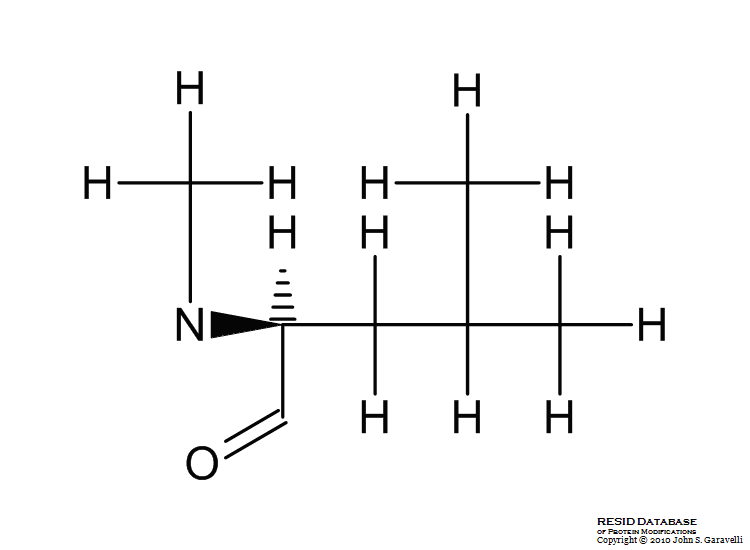 H H
H H H H
H H H
N H
H H H
O
RESID DATABASE
OF PROTEIN MODIFICATIONS
Copyright © 2010 John S. Garavelli